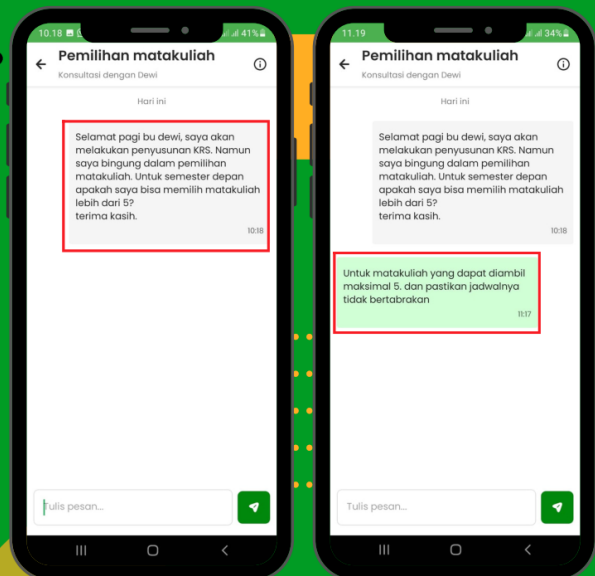 10.18
41%
Pemilihan matakuliah
Konsultasi dengan Dewi
Hari ini
Selamat pagi bu dewi, saya akan
melakukan penyusunan KRS. Namun
saya bingung dalam pemilihan
matakuliah. Untuk semester depan
apakah saya bisa memilih matakuliah
lebih dari 5?
terima kasih.
10:18
Tulis pesan...
11.19
34%
Pemilihan matakuliah
Konsultasi dengan Dewi
Hari ini
Selamat pagi bu dewi, saya akan
melakukan penyusunan KRS. Namun
saya bingung dalam pemilihan
matakuliah. Untuk semester depan
apakah saya bisa memilih matakuliah
lebih dari 5?
terima kasih.
10:18
Untuk matakuliah yang dapat diambil
maksimal 5. dan pastikan jadwalnya
tidak bertabrakan
11:17
Tulis pesan...